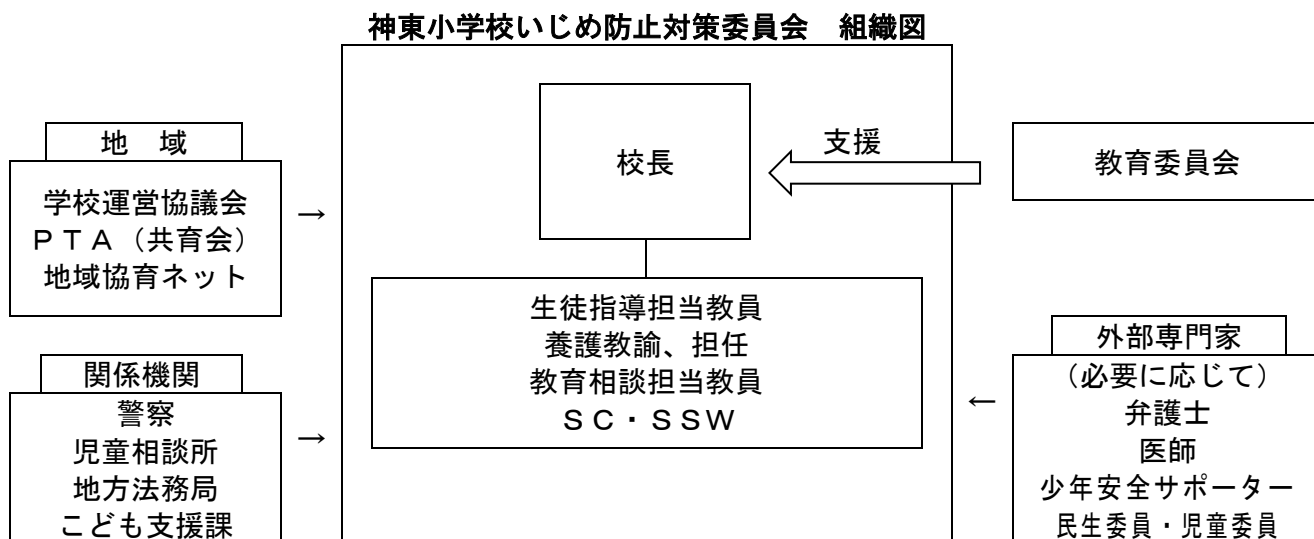 神東小学校いじめ防止対策委員会　組織図
校長
支援
教育委員会
地　域
学校運営協議会
ＰＴＡ（共育会）
地域協育ネット
→
生徒指導担当教員
養護教諭、担任
教育相談担当教員
ＳＣ・ＳＳＷ
関係機関
警察
児童相談所
地方法務局
こども支援課
→
外部専門家
（必要に応じて）
弁護士
医師
少年安全サポーター
民生委員・児童委員
←